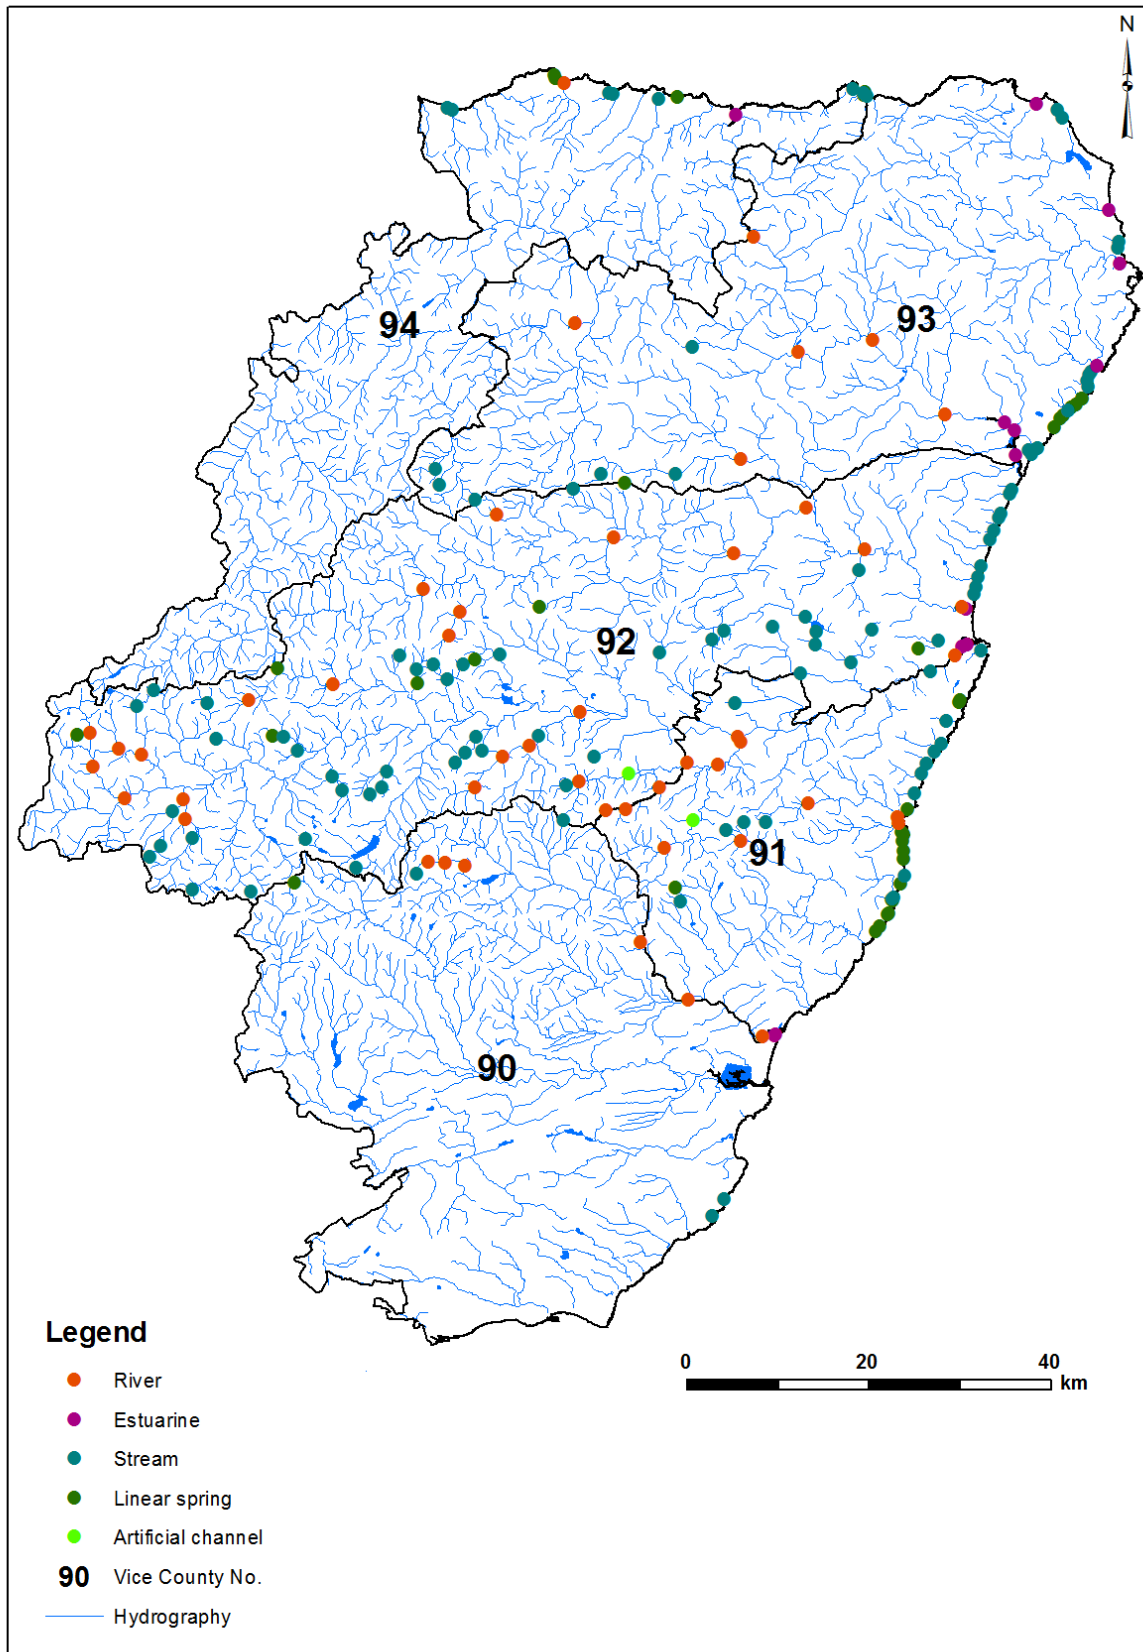 N
94
93
92
91
90
Legend
River
Estuarine
Stream
Linear spring
Artificial channel
90 Vice County No.
Hydrography
0 20 40
km